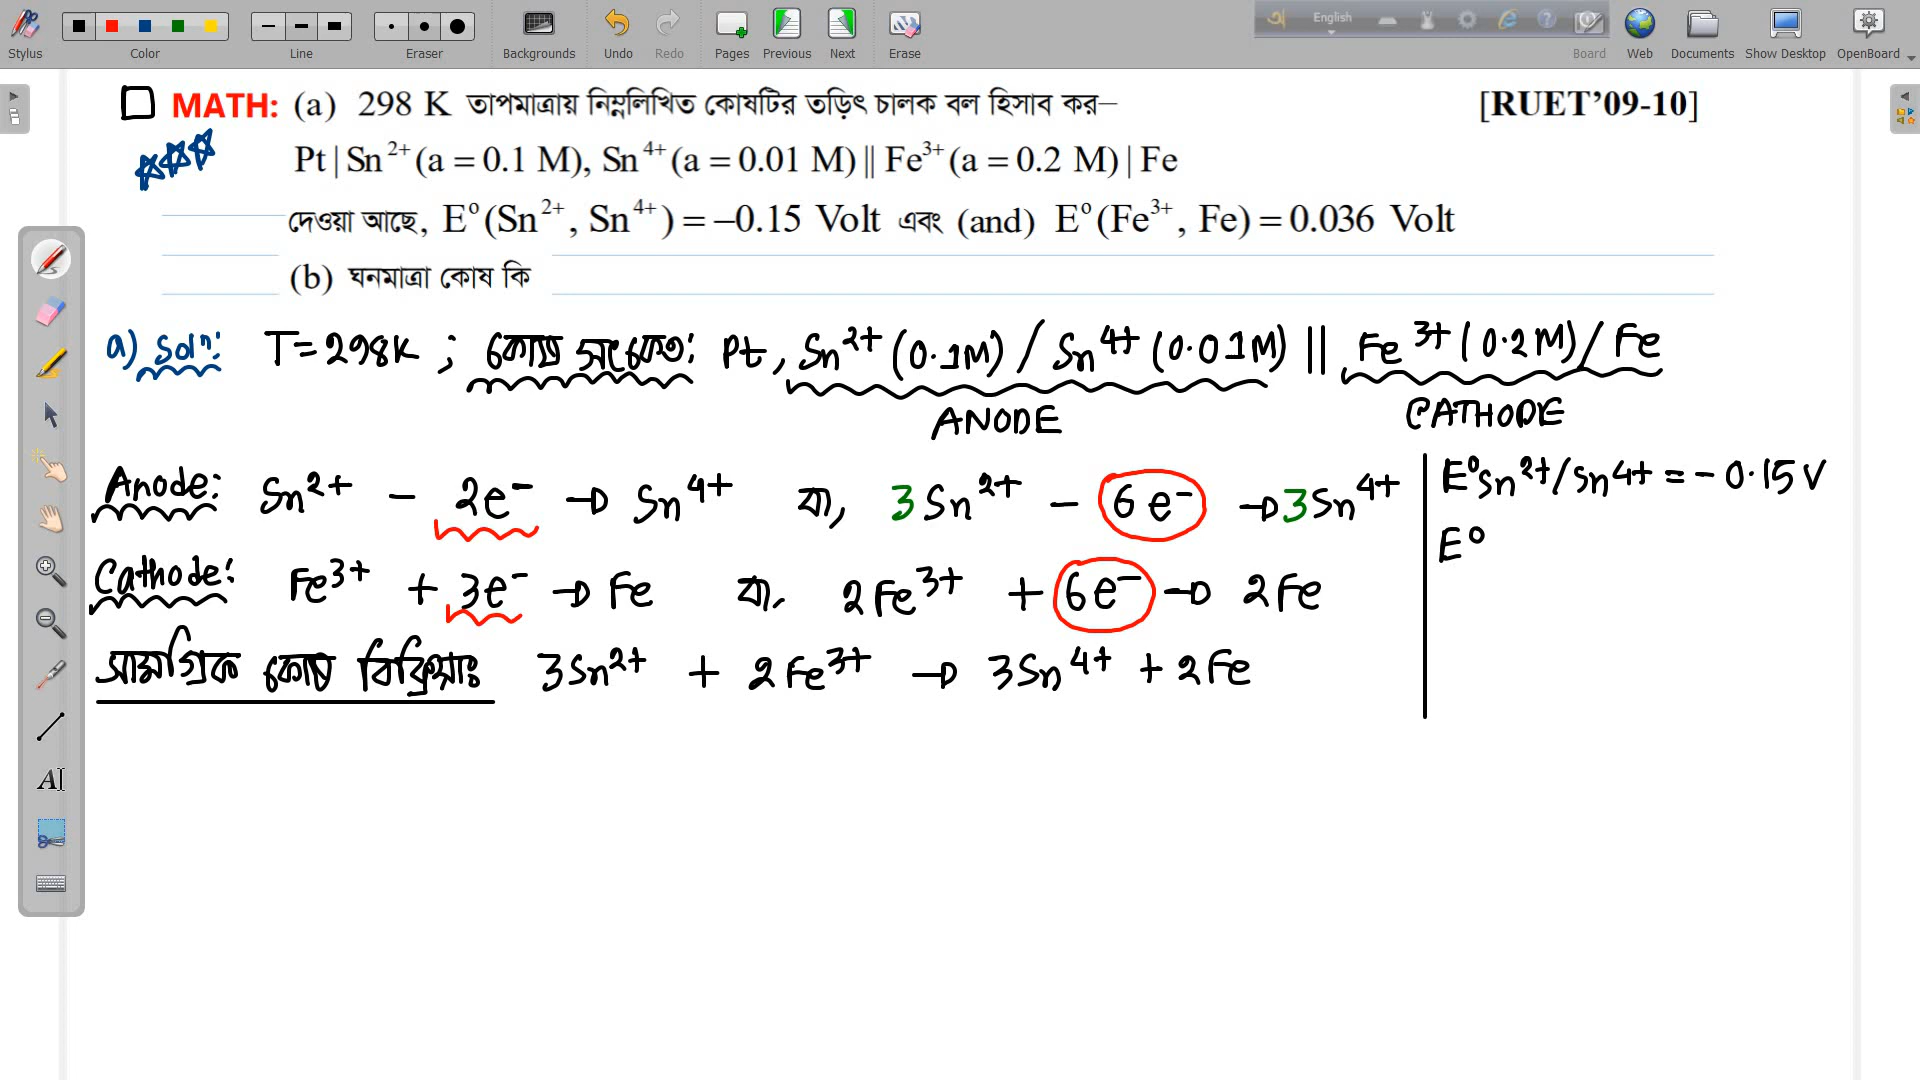 Stylus Color Line Eraser Backgrounds Undo Redo Pages Previous Next Erase English Board Web Documents Show Desktop OpenBoard
MATH: (a) 298 K তাপমাত্রায় নিম্নলিখিত কোষটির তড়িৎ চালক বল হিসাব কর– [RUET'09-10]
Pt | Sn²⁺ (a = 0.1 M), Sn⁴⁺ (a = 0.01 M) || Fe³⁺ (a = 0.2 M) | Fe
দেওয়া আছে, E° (Sn²⁺, Sn⁴⁺) = −0.15 Volt এবং (and) E° (Fe³⁺, Fe) = 0.036 Volt
(b) ঘনমাত্রা কোষ কি
a) Solⁿ: T = 298K ; কোষ সংকেত: Pt, Sn²⁺ (0.1M) / Sn⁴⁺ (0.01M) || Fe³⁺ (0.2M) / Fe
ANODE CATHODE
Anode: Sn²⁺ − 2e⁻ → Sn⁴⁺ বা, 3Sn²⁺ − 6e⁻ → 3Sn⁴⁺
E°Sn²⁺/Sn⁴⁺ = − 0.15V
E°
Cathode: Fe³⁺ + 3e⁻ → Fe বা, 2Fe³⁺ + 6e⁻ → 2Fe
সামগ্রিক কোষ বিক্রিয়াঃ 3Sn²⁺ + 2Fe³⁺ → 3Sn⁴⁺ + 2Fe
AI